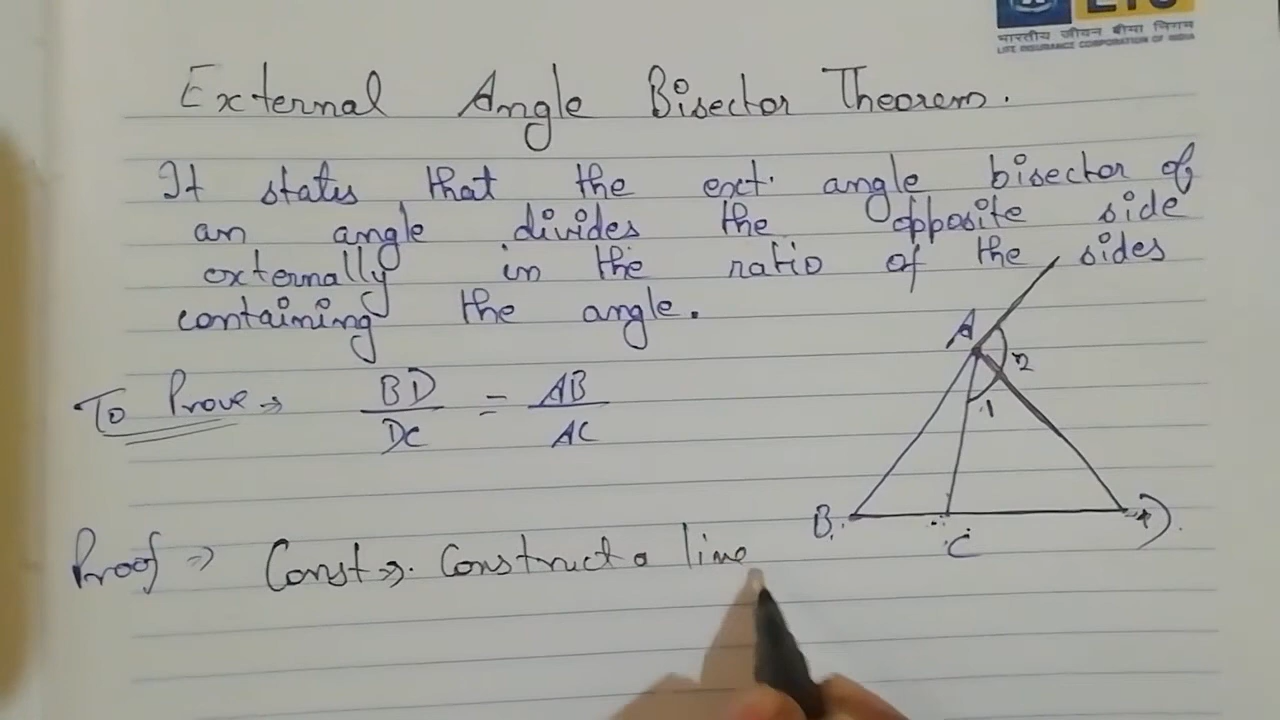 LIC
भारतीय जीवन बीमा निगम
LIFE INSURANCE CORPORATION OF INDIA
External Angle Bisector Theorem.
It states that the ext. angle bisector of
an angle divides the opposite side
externally in the ratio of the sides
containing the angle.
To Prove → BD/DC = AB/AC
A
2
1
B
C
D
Proof ⇒ Const ⇒. Construct a line